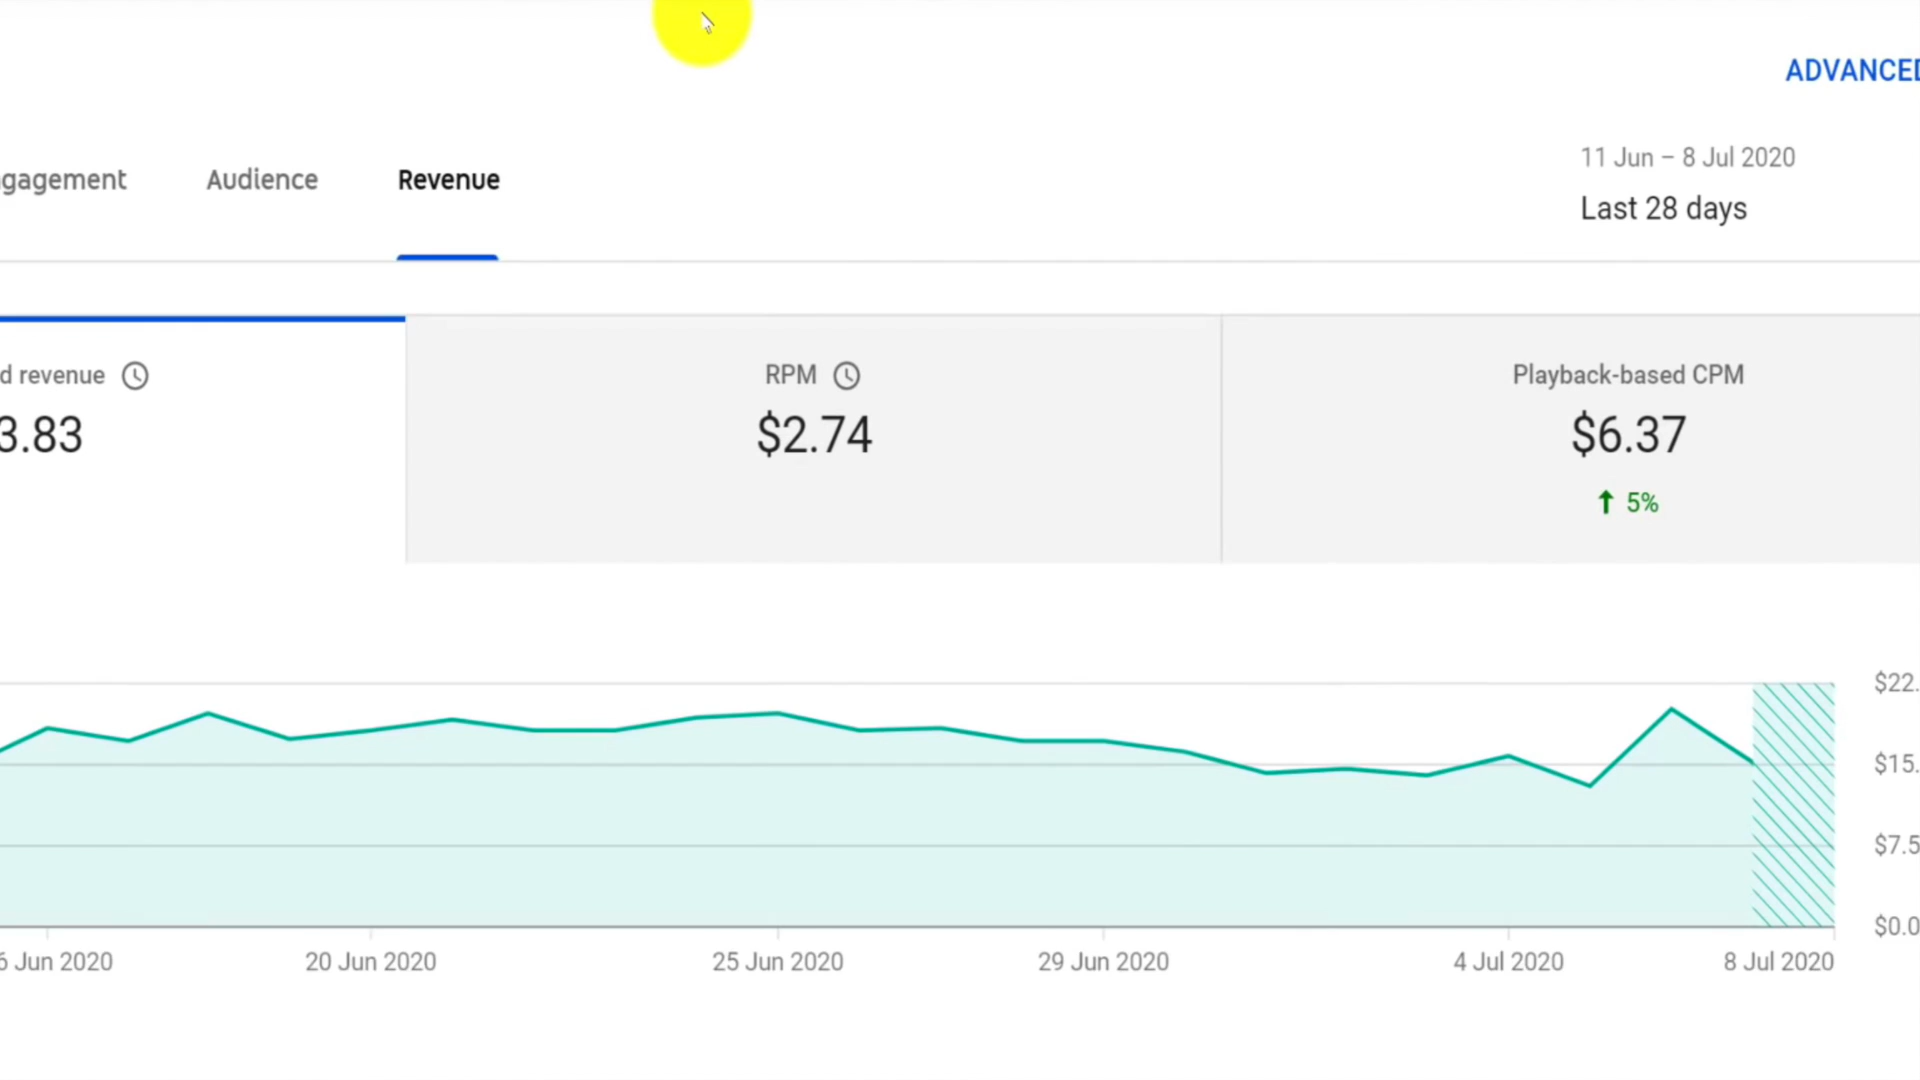 ADVANCED
gagement Audience Revenue
11 Jun – 8 Jul 2020
Last 28 days
d revenue
3.83
RPM
$2.74
Playback-based CPM
$6.37
5%
$22.
$15.
$7.5
$0.0
6 Jun 2020 20 Jun 2020 25 Jun 2020 29 Jun 2020 4 Jul 2020 8 Jul 2020